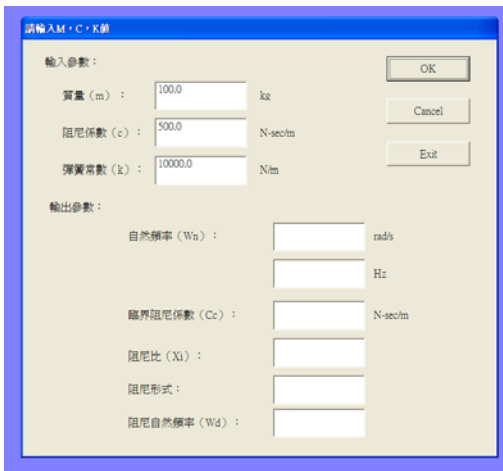 請輸入M，C，K值
輸入參數：
OK
質量（m）： 100.0 kg
Cancel
阻尼係數（c）： 500.0 N-sec/m
Exit
彈簧常數（k）： 10000.0 N/m
輸出參數：
自然頻率（Wn）： rad/s
Hz
臨界阻尼係數（Cc）： N-sec/m
阻尼比（Xi）：
阻尼形式：
阻尼自然頻率（Wd）：